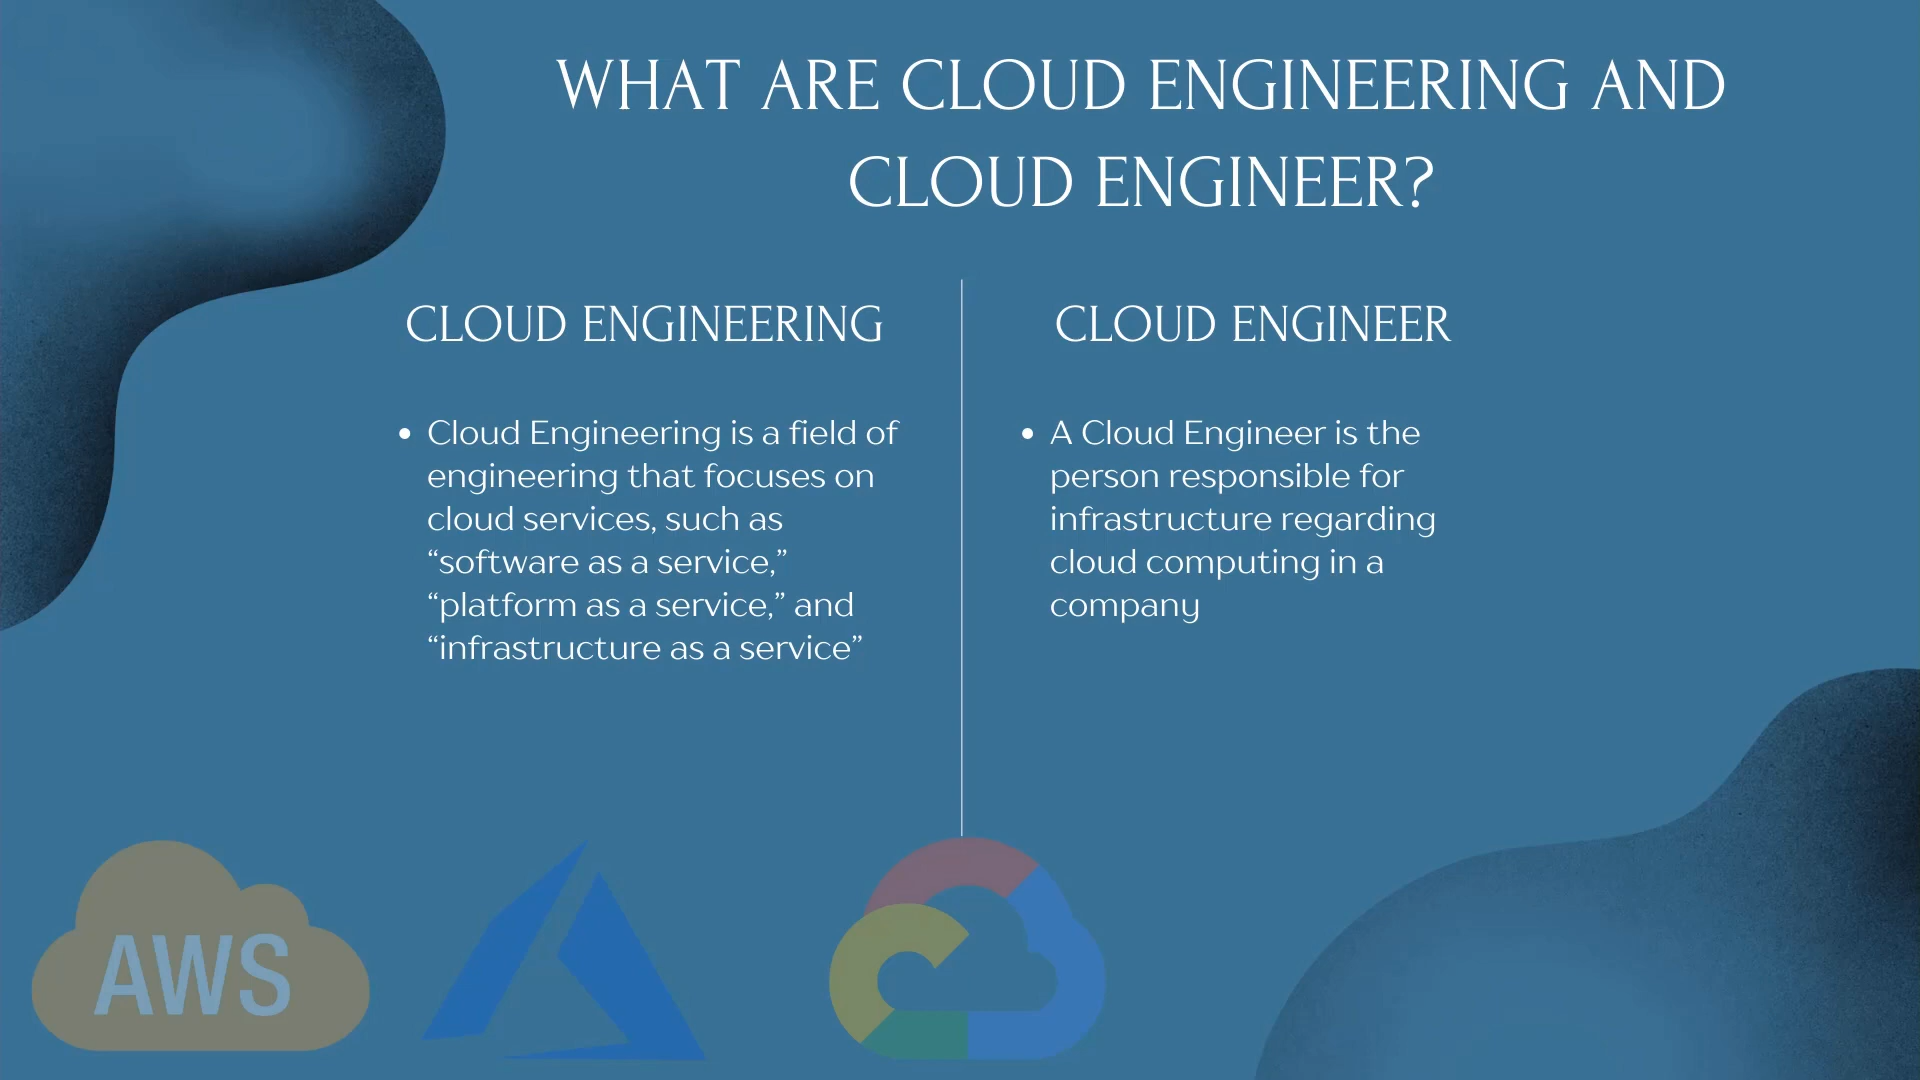 WHAT ARE CLOUD ENGINEERING AND
CLOUD ENGINEER?
CLOUD ENGINEERING
• Cloud Engineering is a field of
engineering that focuses on
cloud services, such as
“software as a service,”
“platform as a service,” and
“infrastructure as a service”
CLOUD ENGINEER
• A Cloud Engineer is the
person responsible for
infrastructure regarding
cloud computing in a
company
AWS